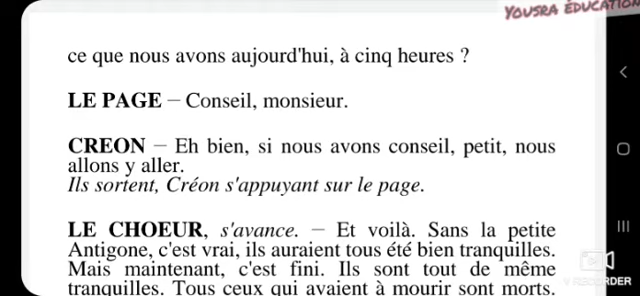 YOUSRA ÉDUCATION
ce que nous avons aujourd'hui, à cinq heures ?
LE PAGE – Conseil, monsieur.
CREON – Eh bien, si nous avons conseil, petit, nous
allons y aller.
Ils sortent, Créon s'appuyant sur le page.
LE CHOEUR, s'avance. – Et voilà. Sans la petite
Antigone, c'est vrai, ils auraient tous été bien tranquilles.
Mais maintenant, c'est fini. Ils sont tout de même
tranquilles. Tous ceux qui avaient à mourir sont morts.
V RECORDER